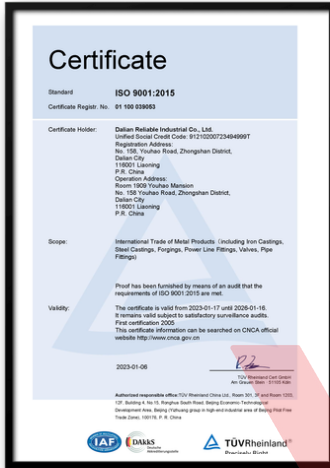 Certificate
Standard ISO 9001:2015
Certificate Registr. No. 01 100 039063
Certificate Holder: Dalian Reliable Industrial Co., Ltd.
Unified Social Credit Code: 91210200723494999T
Registration Address:
No. 158, Youhao Road, Zhongshan District,
Dalian City
116001 Liaoning
P.R. China
Operation Address:
Room 1909 Youhao Mansion
No. 158 Youhao Road, Zhongshan District,
Dalian City
116001 Liaoning
P.R. China
Scope: International Trade of Metal Products (including Iron Castings,
Steel Castings, Forgings, Power Line Fittings, Valves, Pipe
Fittings)
Proof has been furnished by means of an audit that the
requirements of ISO 9001:2015 are met.
Validity: The certificate is valid from 2023-01-17 until 2026-01-16.
It remains valid subject to satisfactory surveillance audits.
First certification 2005
This certificate information can be searched on CNCA official
website http://www.cnca.gov.cn
2023-01-06
TÜV Rheinland Cert GmbH
Am Grauen Stein · 51105 Köln
Authorized responsible office: TÜV Rheinland China Ltd., Room 301, 3F and Room 1203,
12F, Building 4, No.15, Ronghua South Road, Beijing Economic-Technological
Development Area, Beijing (Yizhuang group in high-end industrial area of Beijing Pilot Free
Trade Zone), 100176, P. R. China
IAF
DAkkS
Deutsche
Akkreditierungsstelle
TÜVRheinland®
Precisely Right.